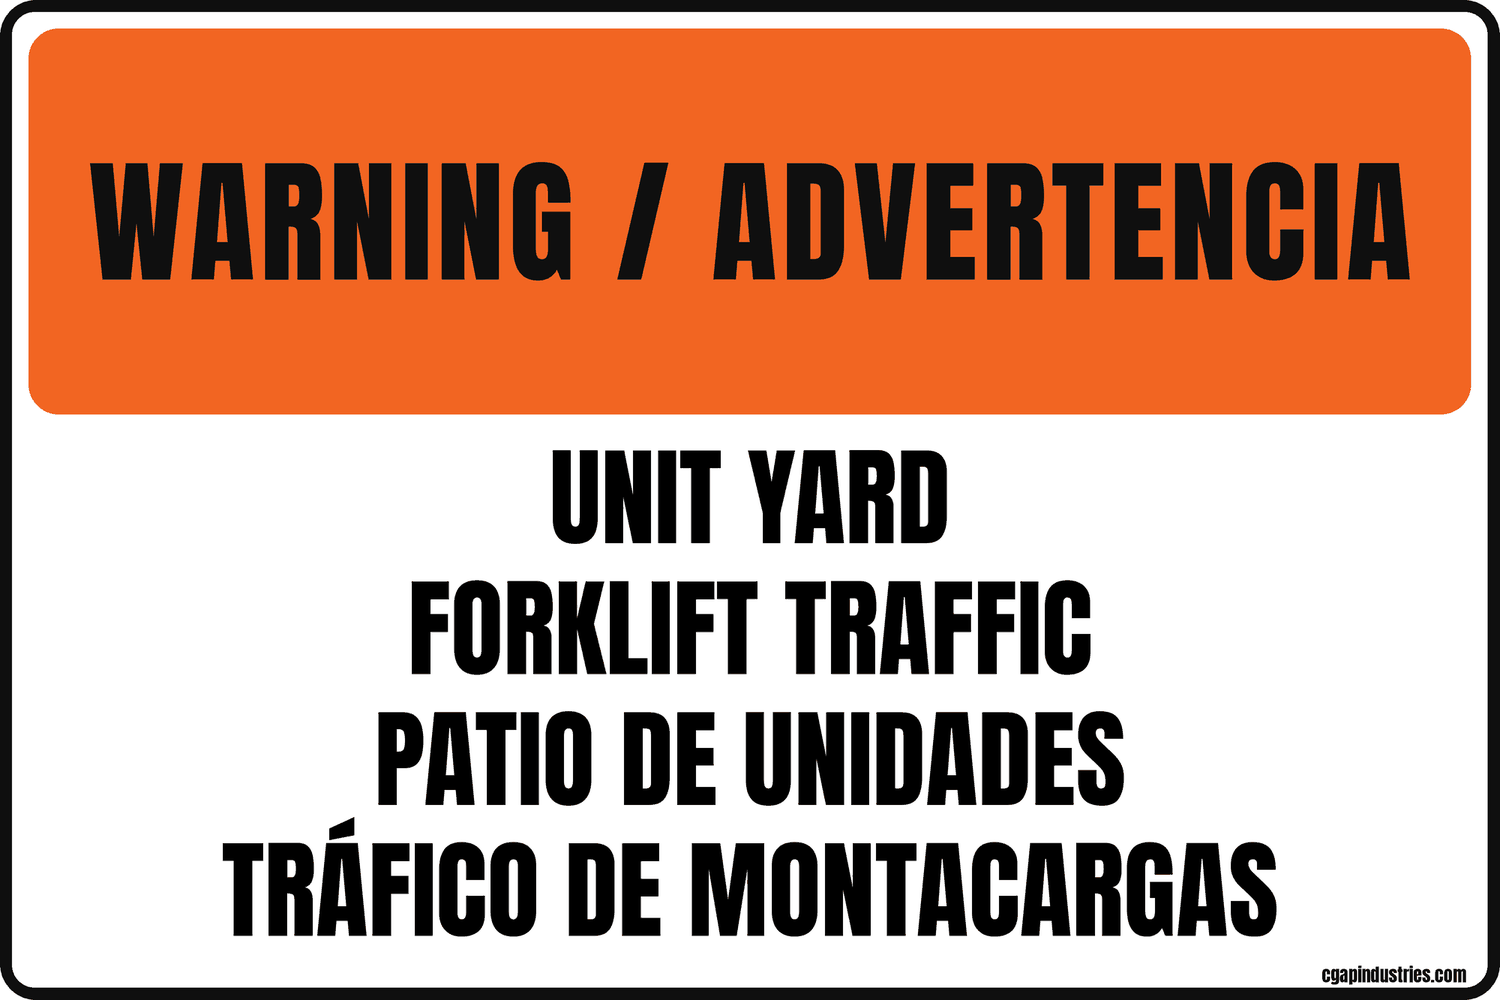 WARNING / ADVERTENCIA
UNIT YARD
FORKLIFT TRAFFIC
PATIO DE UNIDADES
TRÁFICO DE MONTACARGAS
cgapindustries.com